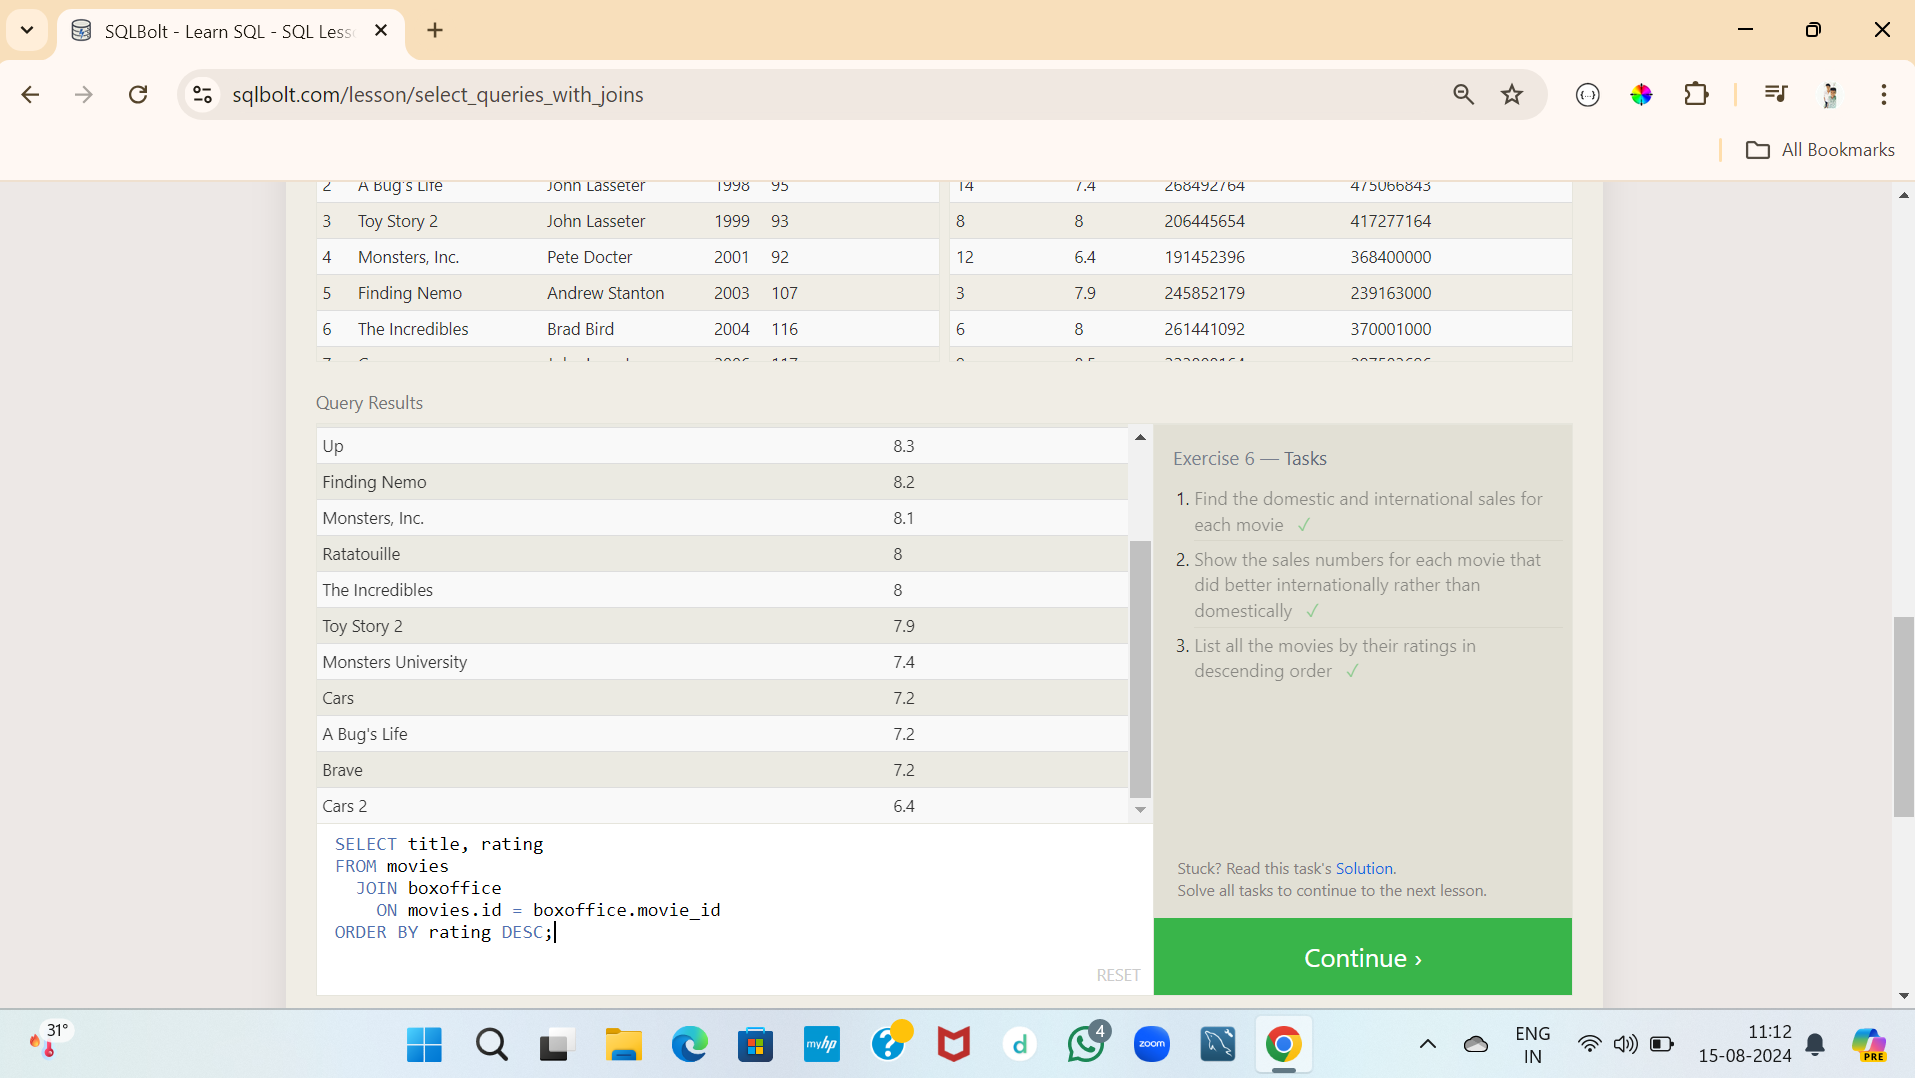 SQLBolt - Learn SQL - SQL Less
sqlbolt.com/lesson/select_queries_with_joins
All Bookmarks
2 A Bug's Life John Lasseter 1998 95 14 7.4 268492764 475066843
3 Toy Story 2 John Lasseter 1999 93 8 8 206445654 417277164
4 Monsters, Inc. Pete Docter 2001 92 12 6.4 191452396 368400000
5 Finding Nemo Andrew Stanton 2003 107 3 7.9 245852179 239163000
6 The Incredibles Brad Bird 2004 116 6 8 261441092 370001000
Query Results
Up 8.3
Finding Nemo 8.2
Monsters, Inc. 8.1
Ratatouille 8
The Incredibles 8
Toy Story 2 7.9
Monsters University 7.4
Cars 7.2
A Bug's Life 7.2
Brave 7.2
Cars 2 6.4
SELECT title, rating
FROM movies
JOIN boxoffice
ON movies.id = boxoffice.movie_id
ORDER BY rating DESC;
RESET
Exercise 6 — Tasks
1. Find the domestic and international sales for
each movie ✓
2. Show the sales numbers for each movie that
did better internationally rather than
domestically ✓
3. List all the movies by their ratings in
descending order ✓
Stuck? Read this task's Solution.
Solve all tasks to continue to the next lesson.
Continue ›
31°
myhp
?
d
4
zoom
ENG
IN
11:12
15-08-2024
PRE